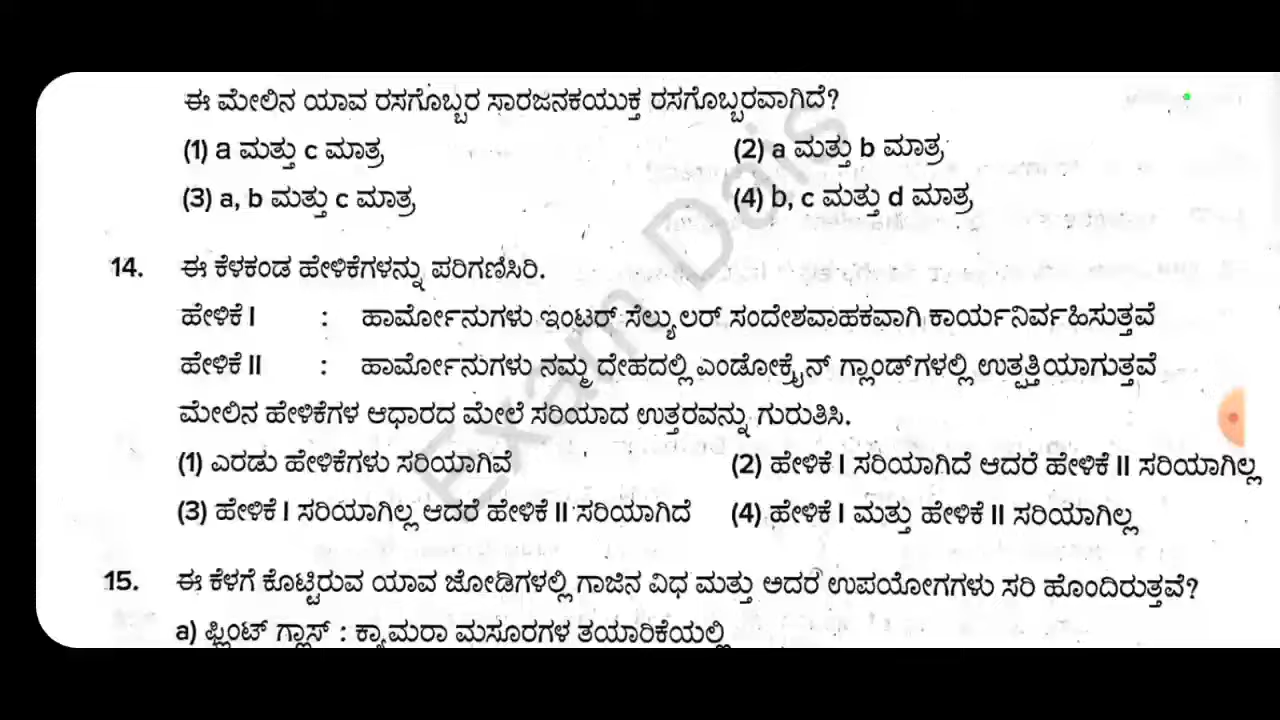 ಈ ಮೇಲಿನ ಯಾವ ರಸಗೊಬ್ಬರ ಸಾರಜನಕಯುಕ್ತ ರಸಗೊಬ್ಬರವಾಗಿದೆ?
(1) a ಮತ್ತು c ಮಾತ್ರ (2) a ಮತ್ತು b ಮಾತ್ರ
(3) a, b ಮತ್ತು c ಮಾತ್ರ (4) b, c ಮತ್ತು d ಮಾತ್ರ
14. ಈ ಕೆಳಕಂಡ ಹೇಳಿಕೆಗಳನ್ನು ಪರಿಗಣಿಸಿರಿ.
ಹೇಳಿಕೆ I : ಹಾರ್ಮೋನುಗಳು ಇಂಟರ್ ಸೆಲ್ಯುಲರ್ ಸಂದೇಶವಾಹಕವಾಗಿ ಕಾರ್ಯನಿರ್ವಹಿಸುತ್ತವೆ
ಹೇಳಿಕೆ II : ಹಾರ್ಮೋನುಗಳು ನಮ್ಮ ದೇಹದಲ್ಲಿ ಎಂಡೋಕ್ರೈನ್ ಗ್ಲಾಂಡ್‌ಗಳಲ್ಲಿ ಉತ್ಪತ್ತಿಯಾಗುತ್ತವೆ
ಮೇಲಿನ ಹೇಳಿಕೆಗಳ ಆಧಾರದ ಮೇಲೆ ಸರಿಯಾದ ಉತ್ತರವನ್ನು ಗುರುತಿಸಿ.
(1) ಎರಡು ಹೇಳಿಕೆಗಳು ಸರಿಯಾಗಿವೆ (2) ಹೇಳಿಕೆ I ಸರಿಯಾಗಿದೆ ಆದರೆ ಹೇಳಿಕೆ II ಸರಿಯಾಗಿಲ್ಲ
(3) ಹೇಳಿಕೆ I ಸರಿಯಾಗಿಲ್ಲ ಆದರೆ ಹೇಳಿಕೆ II ಸರಿಯಾಗಿದೆ (4) ಹೇಳಿಕೆ I ಮತ್ತು ಹೇಳಿಕೆ II ಸರಿಯಾಗಿಲ್ಲ
15. ಈ ಕೆಳಗೆ ಕೊಟ್ಟಿರುವ ಯಾವ ಜೋಡಿಗಳಲ್ಲಿ ಗಾಜಿನ ವಿಧ ಮತ್ತು ಅದರ ಉಪಯೋಗಗಳು ಸರಿ ಹೊಂದಿರುತ್ತವೆ?
a) ಫ್ಲಿಂಟ್ ಗ್ಲಾಸ್ : ಕ್ಯಾಮರಾ ಮಸೂರಗಳ ತಯಾರಿಕೆಯಲ್ಲಿ
Exam Dais